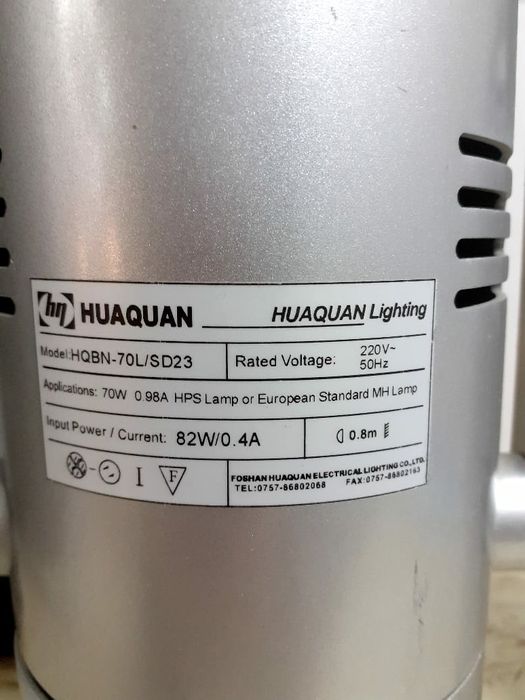 hq HUAQUAN HUAQUAN Lighting
Model:HQBN-70L/SD23 Rated Voltage: 220V~ 50Hz
Applications: 70W 0.98A HPS Lamp or European Standard MH Lamp
Input Power / Current: 82W/0.4A 0.8m
I F FOSHAN HUAQUAN ELECTRICAL LIGHTING CO.,LTD.
TEL:0757-86802068 FAX:0757-86802163